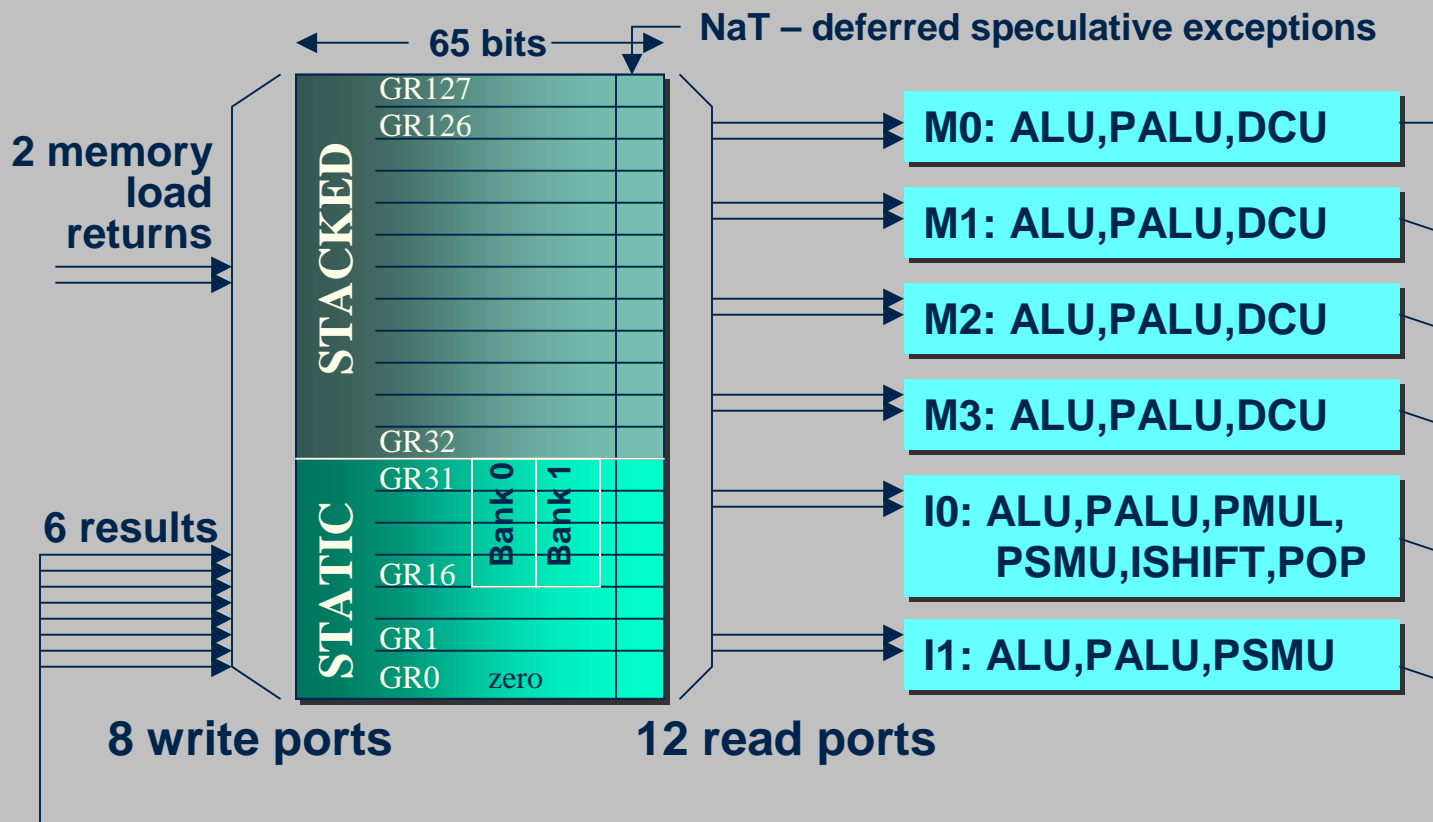 65 bits
NaT – deferred speculative exceptions
2 memory
load
returns
6 results
8 write ports
STACKED
GR127
GR126
GR32
STATIC
GR31
GR16
GR1
GR0 zero
Bank 0
Bank 1
12 read ports
M0: ALU,PALU,DCU
M1: ALU,PALU,DCU
M2: ALU,PALU,DCU
M3: ALU,PALU,DCU
I0: ALU,PALU,PMUL,
PSMU,ISHIFT,POP
I1: ALU,PALU,PSMU